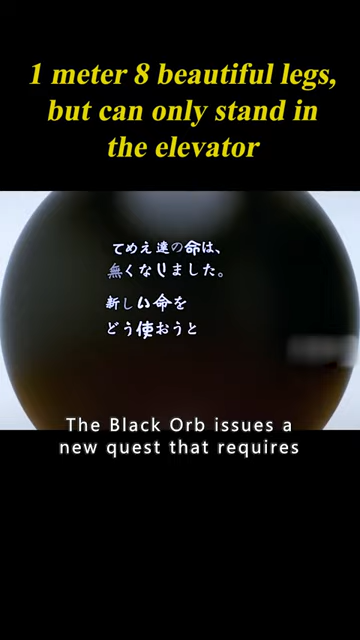 1 meter 8 beautiful legs,
but can only stand in
the elevator
てめえ達の命は、
無くなりました。
新しい命を
どう使おうと
The Black Orb issues a
new quest that requires